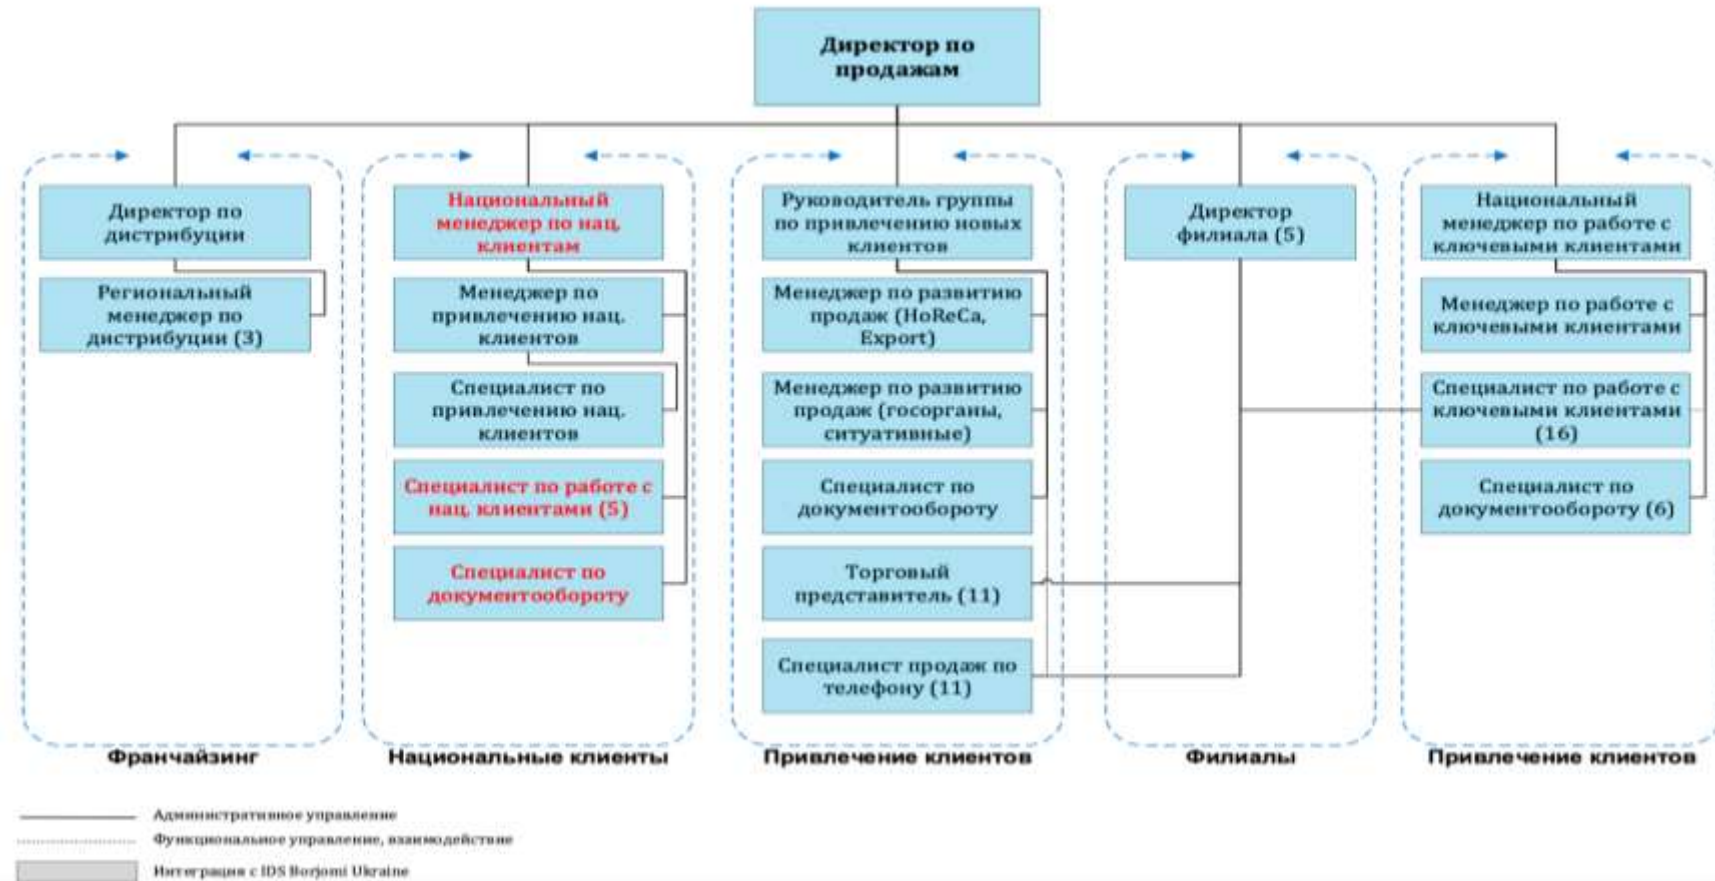 Директор по
продажам
Директор по
дистрибуции
Региональный
менеджер по
дистрибуции (3)
Национальный
менеджер по нац.
клиентам
Менеджер по
привлечению нац.
клиентов
Специалист по
привлечению нац.
клиентов
Специалист по работе с
нац. клиентами (5)
Специалист по
документообороту
Руководитель группы
по привлечению новых
клиентов
Менеджер по развитию
продаж (HoReCa,
Export)
Менеджер по развитию
продаж (госорганы,
ситуативные)
Специалист по
документообороту
Торговый
представитель (11)
Специалист продаж по
телефону (11)
Директор
филиала (5)
Национальный
менеджер по работе с
ключевыми клиентами
Менеджер по работе с
ключевыми клиентами
Специалист по работе с
ключевыми клиентами
(16)
Специалист по
документообороту (6)
Франчайзинг
Национальные клиенты
Привлечение клиентов
Филиалы
Привлечение клиентов
Административное управление
Функциональное управление, взаимодействие
Интеграция с IDS Borjomi Ukraine